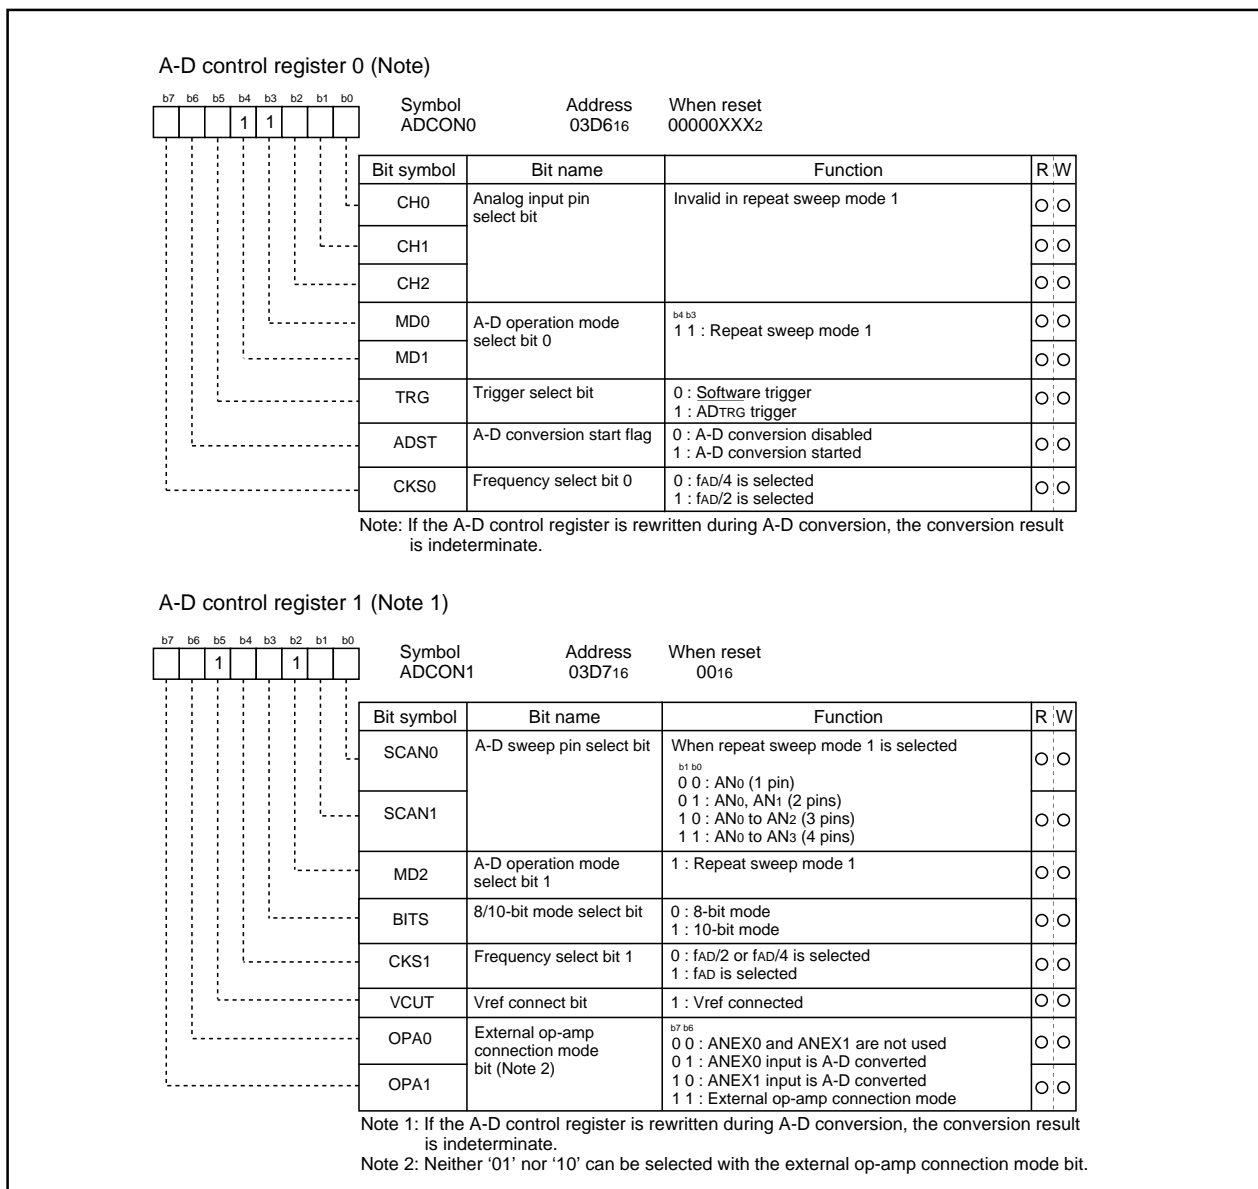 A-D control register 0 (Note)
b7 b6 b5 b4 b3 b2 b1 b0
1 1
Symbol Address When reset
ADCON0 03D616 00000XXX2
Bit symbol Bit name Function R W
CH0 Analog input pin select bit Invalid in repeat sweep mode 1
CH1
CH2
MD0 A-D operation mode select bit 0 b4 b3
1 1 : Repeat sweep mode 1
MD1
TRG Trigger select bit 0 : Software trigger
1 : ADTRG trigger
ADST A-D conversion start flag 0 : A-D conversion disabled
1 : A-D conversion started
CKS0 Frequency select bit 0 0 : fAD/4 is selected
1 : fAD/2 is selected
Note: If the A-D control register is rewritten during A-D conversion, the conversion result
is indeterminate.
A-D control register 1 (Note 1)
b7 b6 b5 b4 b3 b2 b1 b0
1 1
Symbol Address When reset
ADCON1 03D716 0016
Bit symbol Bit name Function R W
SCAN0 A-D sweep pin select bit When repeat sweep mode 1 is selected
b1 b0
0 0 : AN0 (1 pin)
0 1 : AN0, AN1 (2 pins)
SCAN1 1 0 : AN0 to AN2 (3 pins)
1 1 : AN0 to AN3 (4 pins)
MD2 A-D operation mode select bit 1 1 : Repeat sweep mode 1
BITS 8/10-bit mode select bit 0 : 8-bit mode
1 : 10-bit mode
CKS1 Frequency select bit 1 0 : fAD/2 or fAD/4 is selected
1 : fAD is selected
VCUT Vref connect bit 1 : Vref connected
OPA0 External op-amp connection mode bit (Note 2) b7 b6
0 0 : ANEX0 and ANEX1 are not used
0 1 : ANEX0 input is A-D converted
OPA1 1 0 : ANEX1 input is A-D converted
1 1 : External op-amp connection mode
Note 1: If the A-D control register is rewritten during A-D conversion, the conversion result
is indeterminate.
Note 2: Neither ‘01’ nor ‘10’ can be selected with the external op-amp connection mode bit.